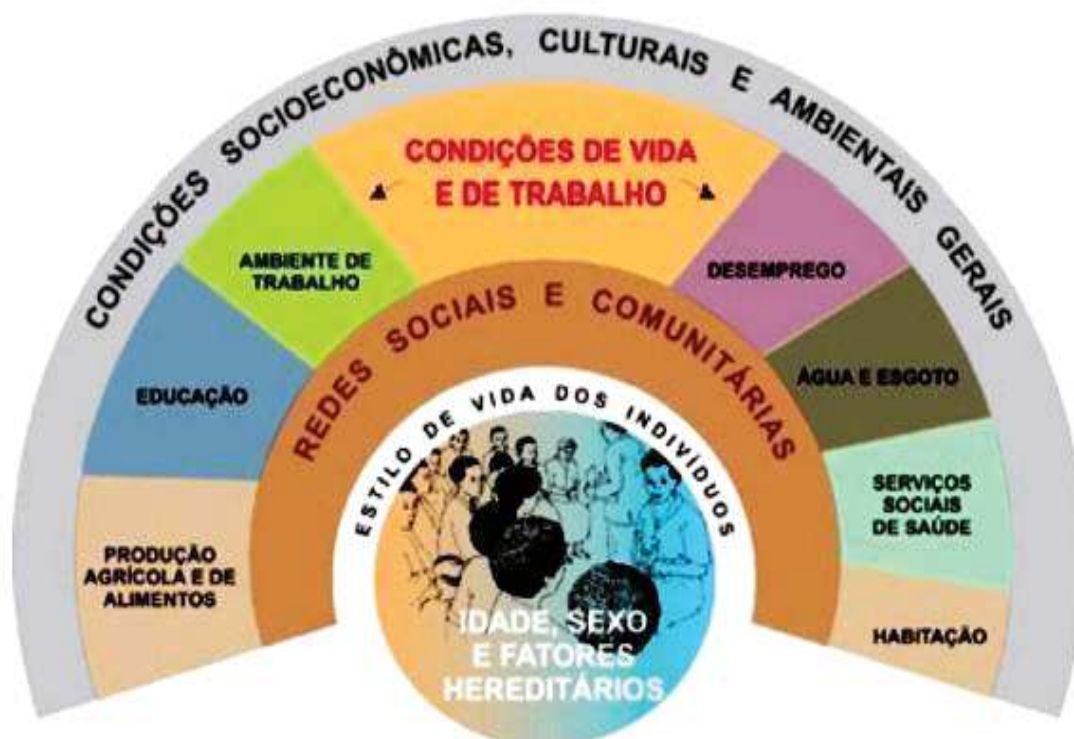 CONDIÇÕES SOCIOECONÔMICAS, CULTURAIS E AMBIENTAIS GERAIS
CONDIÇÕES DE VIDA
E DE TRABALHO
AMBIENTE DE
TRABALHO
DESEMPREGO
EDUCAÇÃO
ÁGUA E ESGOTO
PRODUÇÃO
AGRÍCOLA E DE
ALIMENTOS
SERVIÇOS
SOCIAIS
DE SAÚDE
HABITAÇÃO
REDES SOCIAIS E COMUNITÁRIAS
ESTILO DE VIDA DOS INDIVÍDUOS
IDADE, SEXO
E FATORES
HEREDITÁRIOS